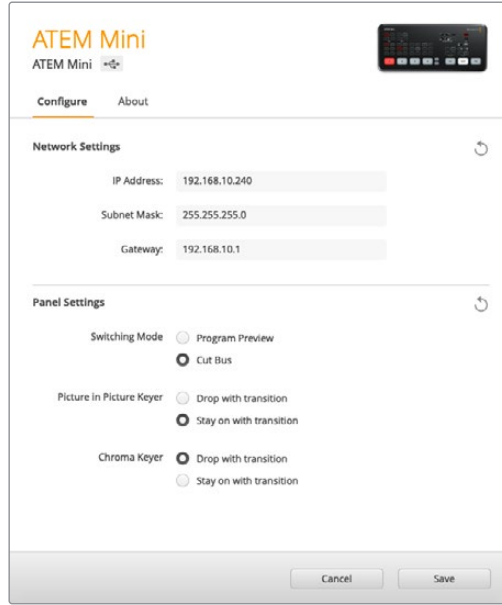 ATEM Mini
ATEM Mini
Configure About
Network Settings
IP Address: 192.168.10.240
Subnet Mask: 255.255.255.0
Gateway: 192.168.10.1
Panel Settings
Switching Mode Program Preview
Cut Bus
Picture in Picture Keyer Drop with transition
Stay on with transition
Chroma Keyer Drop with transition
Stay on with transition
Cancel Save